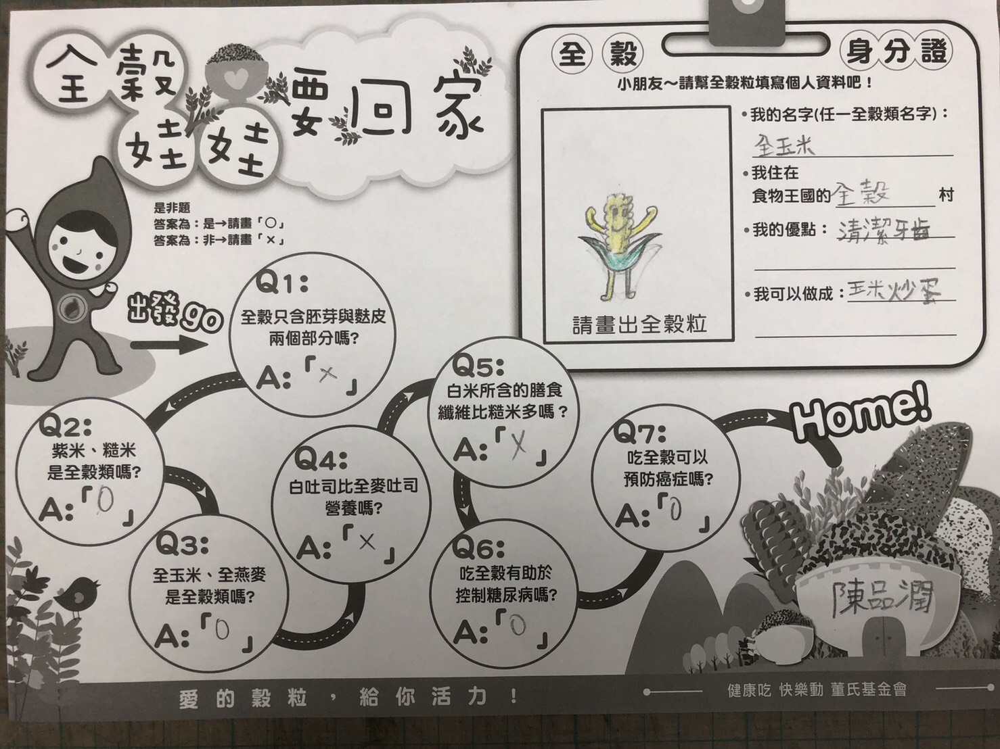 全穀
娃娃
要回家
是非題
答案為：是→請畫「○」
答案為：非→請畫「×」
出發go
全穀 身分證
小朋友～請幫全穀粒填寫個人資料吧！
請畫出全穀粒
•我的名字(任一全穀類名字)：
全玉米
•我住在
食物王國的全穀村
•我的優點：清潔牙齒
•我可以做成：玉米炒蛋
Q1:
全穀只含胚芽與麩皮
兩個部分嗎?
A:「×」
Q2:
紫米、糙米
是全穀類嗎?
A:「O」
Q3:
全玉米、全燕麥
是全穀類嗎?
A:「O」
Q4:
白吐司比全麥吐司
營養嗎?
A:「×」
Q5:
白米所含的膳食
纖維比糙米多嗎？
A:「×」
Q6:
吃全穀有助於
控制糖尿病嗎?
A:「O」
Q7:
吃全穀可以
預防癌症嗎?
A:「O」
Home!
陳品潤
愛的穀粒，給你活力！
健康吃 快樂動 董氏基金會